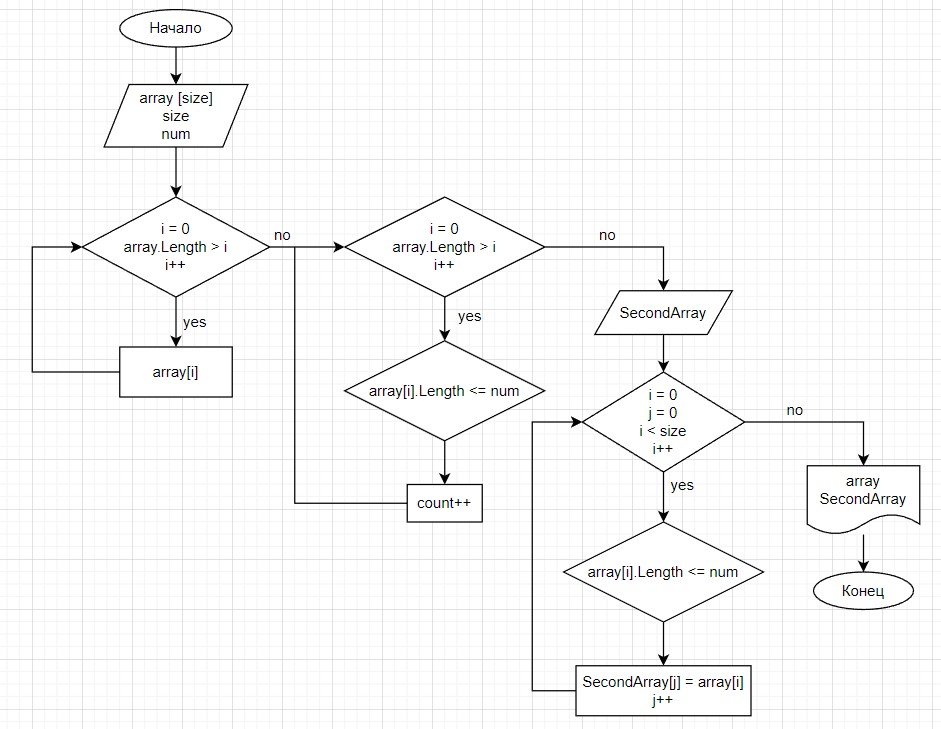 Начало
array [size]
size
num
i = 0
array.Length > i
i++
no
yes
array[i]
i = 0
array.Length > i
i++
no
yes
array[i].Length <= num
count++
SecondArray
i = 0
j = 0
i < size
i++
no
yes
array[i].Length <= num
SecondArray[j] = array[i]
j++
array
SecondArray
Конец